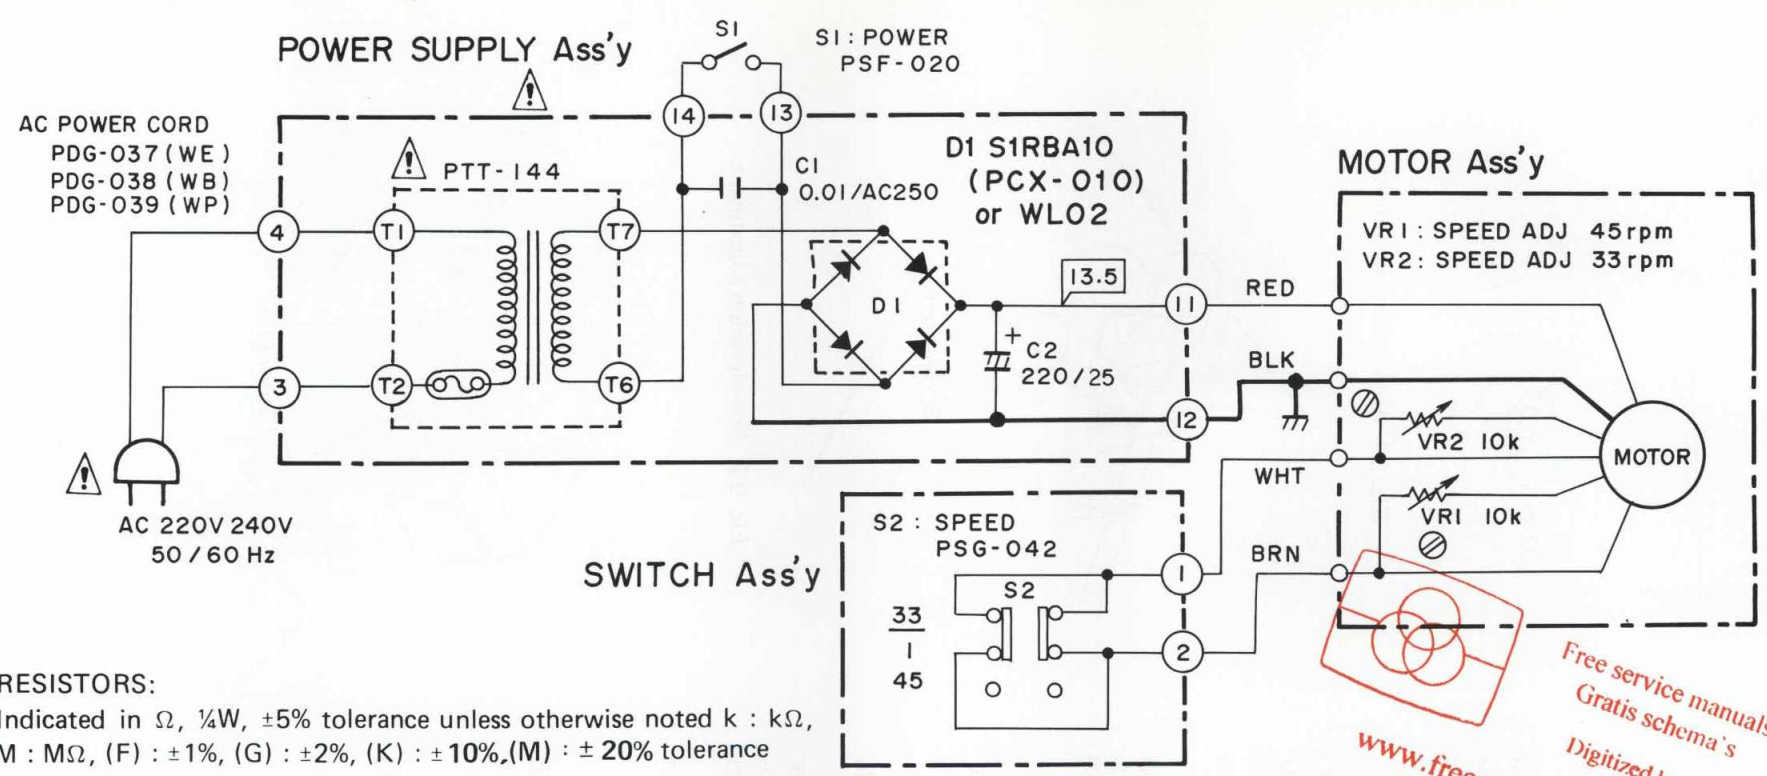 POWER SUPPLY Ass'y
S1
S1 : POWER
PSF-020
AC POWER CORD
PDG-037 (WE)
PDG-038 (WB)
PDG-039 (WP)
PTT-144
14
13
C1
0.01/AC250
D1 S1RBA10
(PCX-010)
or WL02
MOTOR Ass'y
VR1 : SPEED ADJ 45rpm
VR2 : SPEED ADJ 33rpm
4
T1
T7
D1
13.5
11
RED
3
T2
T6
+
C2
220/25
BLK
12
VR2 10k
WHT
MOTOR
VR1 10k
BRN
AC 220V 240V
50 / 60 Hz
SWITCH Ass'y
S2 : SPEED
PSG-042
S2
1
2
33
1
45
RESISTORS:
Indicated in Ω, ¼W, ±5% tolerance unless otherwise noted k : kΩ,
M : MΩ, (F) : ±1%, (G) : ±2%, (K) : ±10%,(M) : ± 20% tolerance
Free service manuals
Gratis schema's
Digitized
www.free